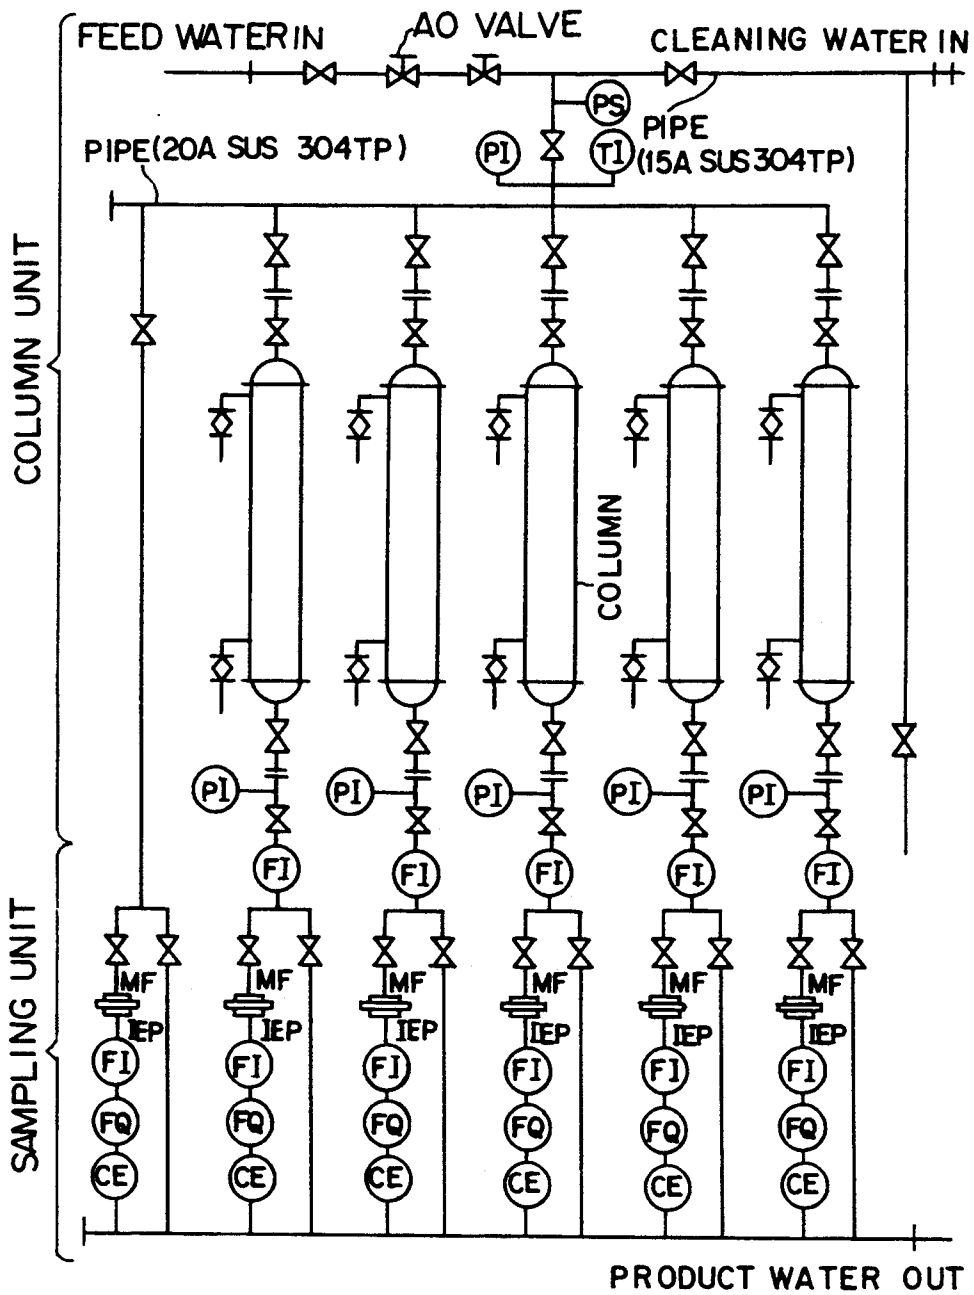 AO VALVE
FEED WATER IN
CLEANING WATER IN
PS
PIPE
(15A SUS304TP)
PI
TI
PIPE(20A SUS 304TP)
COLUMN UNIT
COLUMN
PI
PI
PI
PI
PI
FI
FI
FI
FI
FI
SAMPLING UNIT
MF
MF
MF
MF
MF
MF
IEP
IEP
IEP
IEP
IEP
IEP
FI
FI
FI
FI
FI
FI
FQ
FQ
FQ
FQ
FQ
FQ
CE
CE
CE
CE
CE
CE
PRODUCT WATER OUT